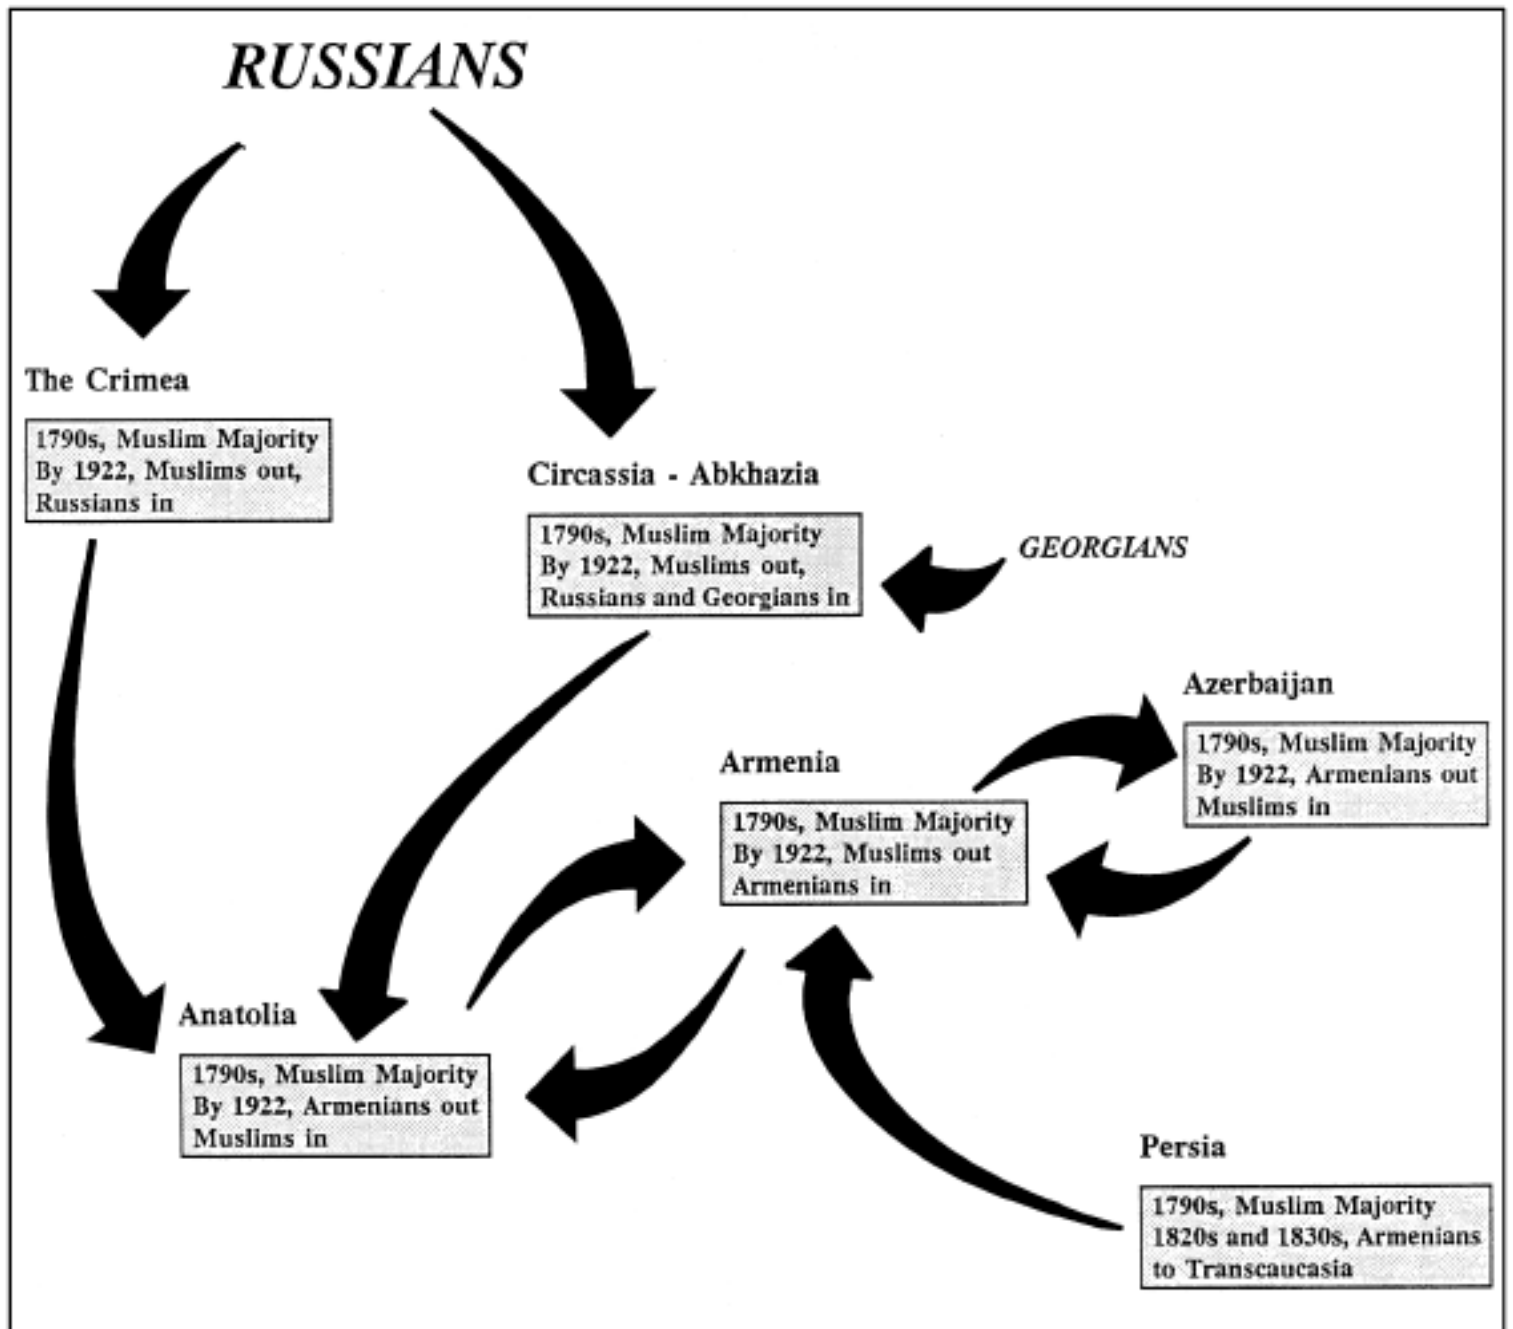 RUSSIANS
The Crimea
1790s, Muslim Majority
By 1922, Muslims out,
Russians in
Circassia - Abkhazia
1790s, Muslim Majority
By 1922, Muslims out,
Russians and Georgians in
GEORGIANS
Azerbaijan
1790s, Muslim Majority
By 1922, Armenians out
Muslims in
Armenia
1790s, Muslim Majority
By 1922, Muslims out
Armenians in
Anatolia
1790s, Muslim Majority
By 1922, Armenians out
Muslims in
Persia
1790s, Muslim Majority
1820s and 1830s, Armenians
to Transcaucasia